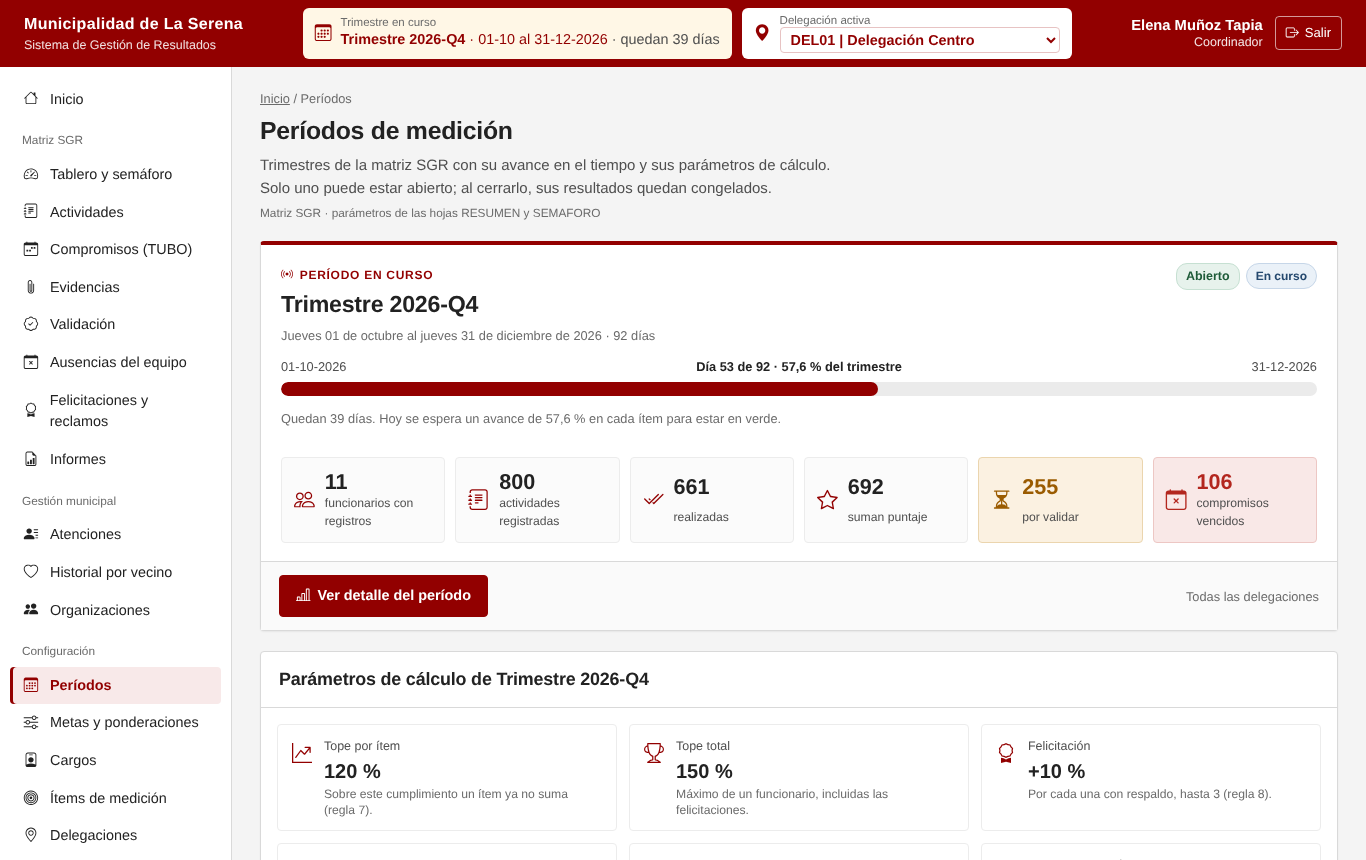 Municipalidad de La Serena
Sistema de Gestión de Resultados
Trimestre en curso
Trimestre 2026-Q4 · 01-10 al 31-12-2026 · quedan 39 días
Delegación activa
DEL01 | Delegación Centro
Elena Muñoz Tapia
Coordinador
Salir
Inicio
Matriz SGR
Tablero y semáforo
Actividades
Compromisos (TUBO)
Evidencias
Validación
Ausencias del equipo
Felicitaciones y
reclamos
Informes
Gestión municipal
Atenciones
Historial por vecino
Organizaciones
Configuración
Períodos
Metas y ponderaciones
Cargos
Ítems de medición
Delegaciones
Inicio / Períodos
Períodos de medición
Trimestres de la matriz SGR con su avance en el tiempo y sus parámetros de cálculo.
Solo uno puede estar abierto; al cerrarlo, sus resultados quedan congelados.
Matriz SGR · parámetros de las hojas RESUMEN y SEMAFORO
PERÍODO EN CURSO
Abierto
En curso
Trimestre 2026-Q4
Jueves 01 de octubre al jueves 31 de diciembre de 2026 · 92 días
01-10-2026
Día 53 de 92 · 57,6 % del trimestre
31-12-2026
Quedan 39 días. Hoy se espera un avance de 57,6 % en cada ítem para estar en verde.
11
funcionarios con
registros
800
actividades
registradas
661
realizadas
692
suman puntaje
255
por validar
106
compromisos
vencidos
Ver detalle del período
Todas las delegaciones
Parámetros de cálculo de Trimestre 2026-Q4
Tope por ítem
120 %
Sobre este cumplimiento un ítem ya no suma
(regla 7).
Tope total
150 %
Máximo de un funcionario, incluidas las
felicitaciones.
Felicitación
+10 %
Por cada una con respaldo, hasta 3 (regla 8).